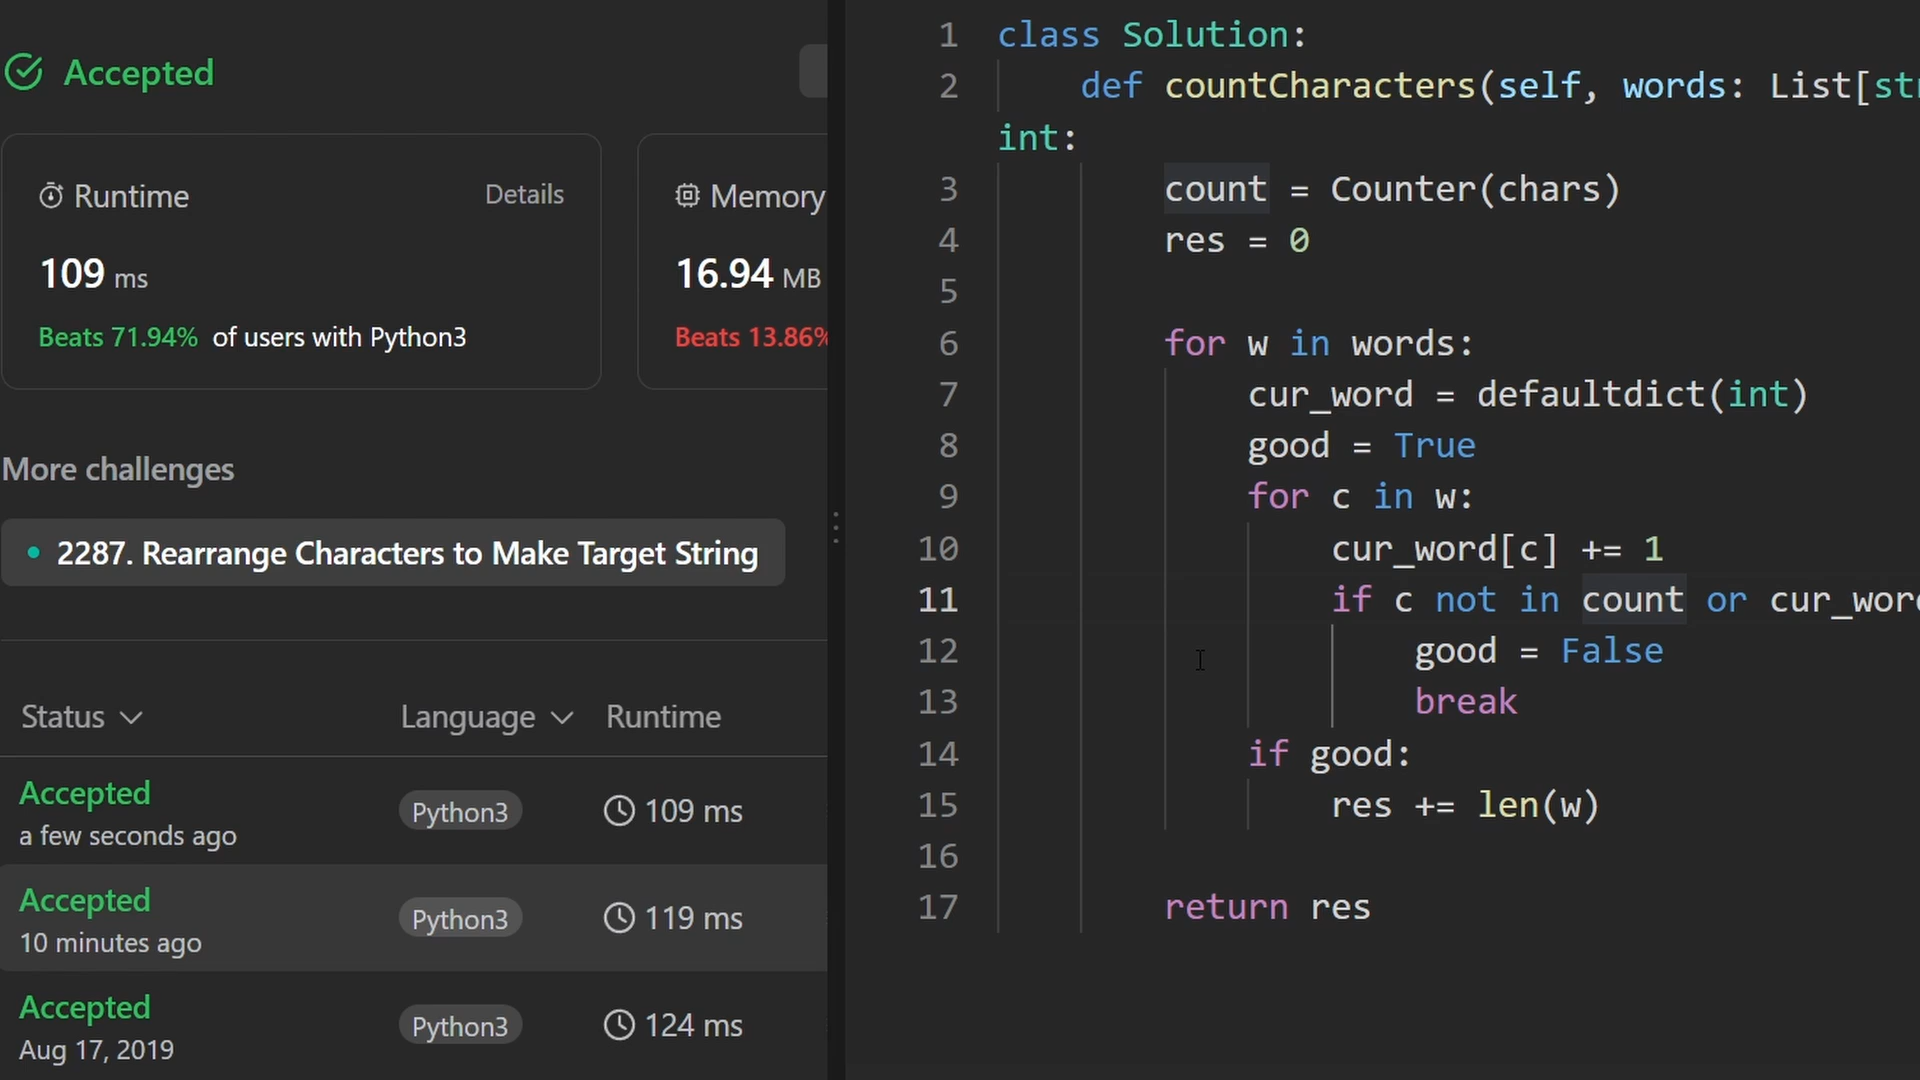 Accepted
Runtime
Details
109 ms
Beats 71.94% of users with Python3
Memory
16.94 MB
Beats 13.86%
More challenges
2287. Rearrange Characters to Make Target String
Status
Language
Runtime
Accepted
a few seconds ago
Python3
109 ms
Accepted
10 minutes ago
Python3
119 ms
Accepted
Aug 17, 2019
Python3
124 ms
1 class Solution:
2 def countCharacters(self, words: List[str
int:
3 count = Counter(chars)
4 res = 0
5
6 for w in words:
7 cur_word = defaultdict(int)
8 good = True
9 for c in w:
10 cur_word[c] += 1
11 if c not in count or cur_word
12 good = False
13 break
14 if good:
15 res += len(w)
16
17 return res